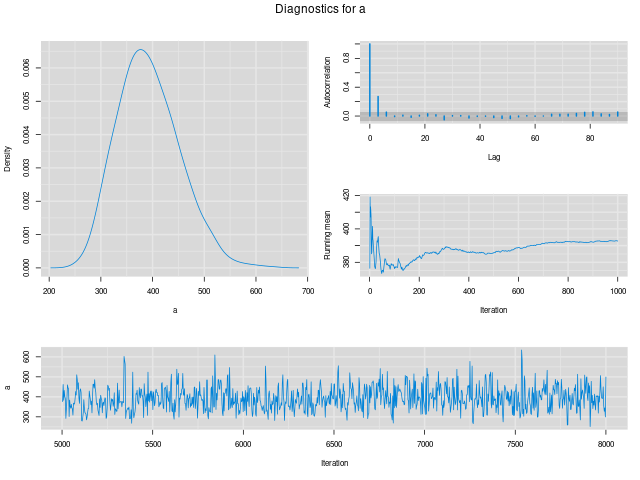 Diagnostics for a
Density
0.000 0.001 0.002 0.003 0.004 0.005 0.006
200 300 400 500 600 700
a
Autocorrelation
0.0 0.4 0.8
0 20 40 60 80
Lag
Running mean
380 400 420
0 200 400 600 800 1000
Iteration
a
300 400 500 600
5000 5500 6000 6500 7000 7500 8000
Iteration